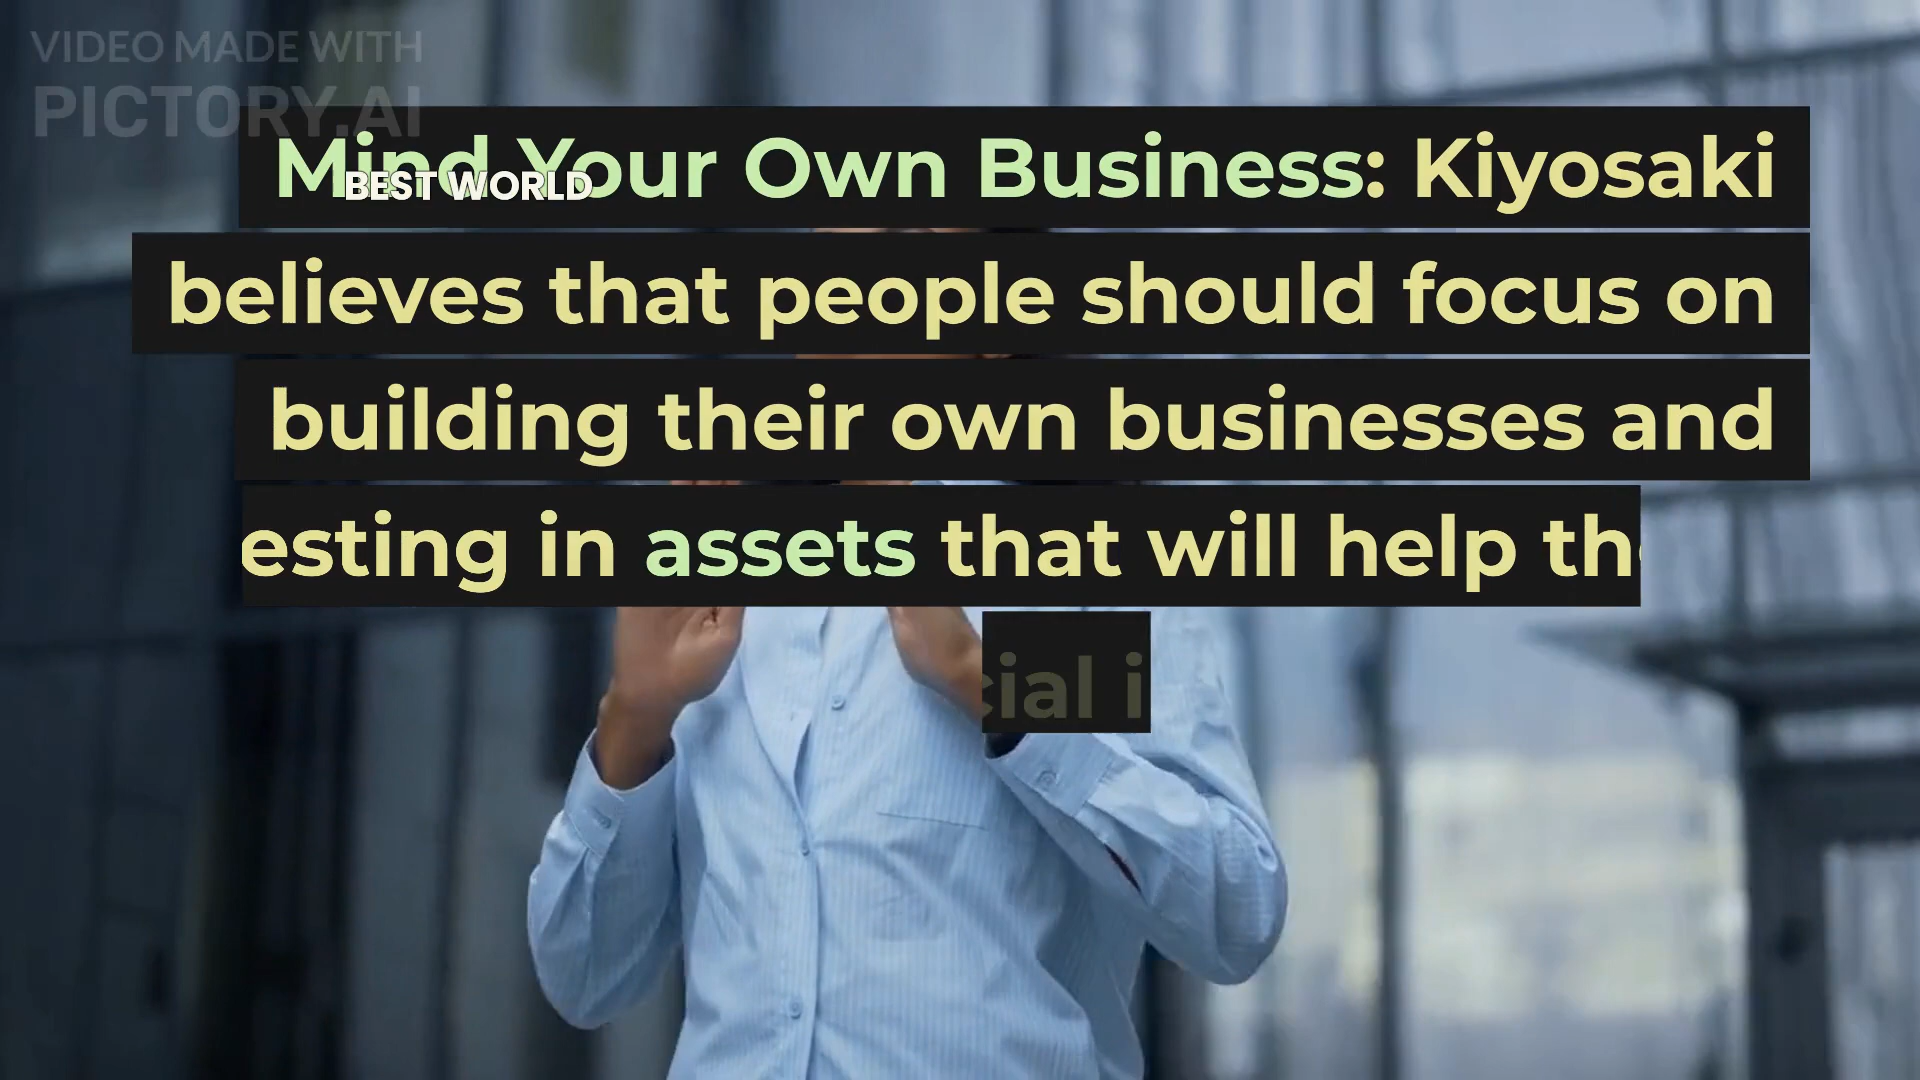 VIDEO MADE WITH
PICTORY.AI
Mind Your Own Business: Kiyosaki
BEST WORLD
believes that people should focus on
building their own businesses and
esting in assets that will help the
cial i